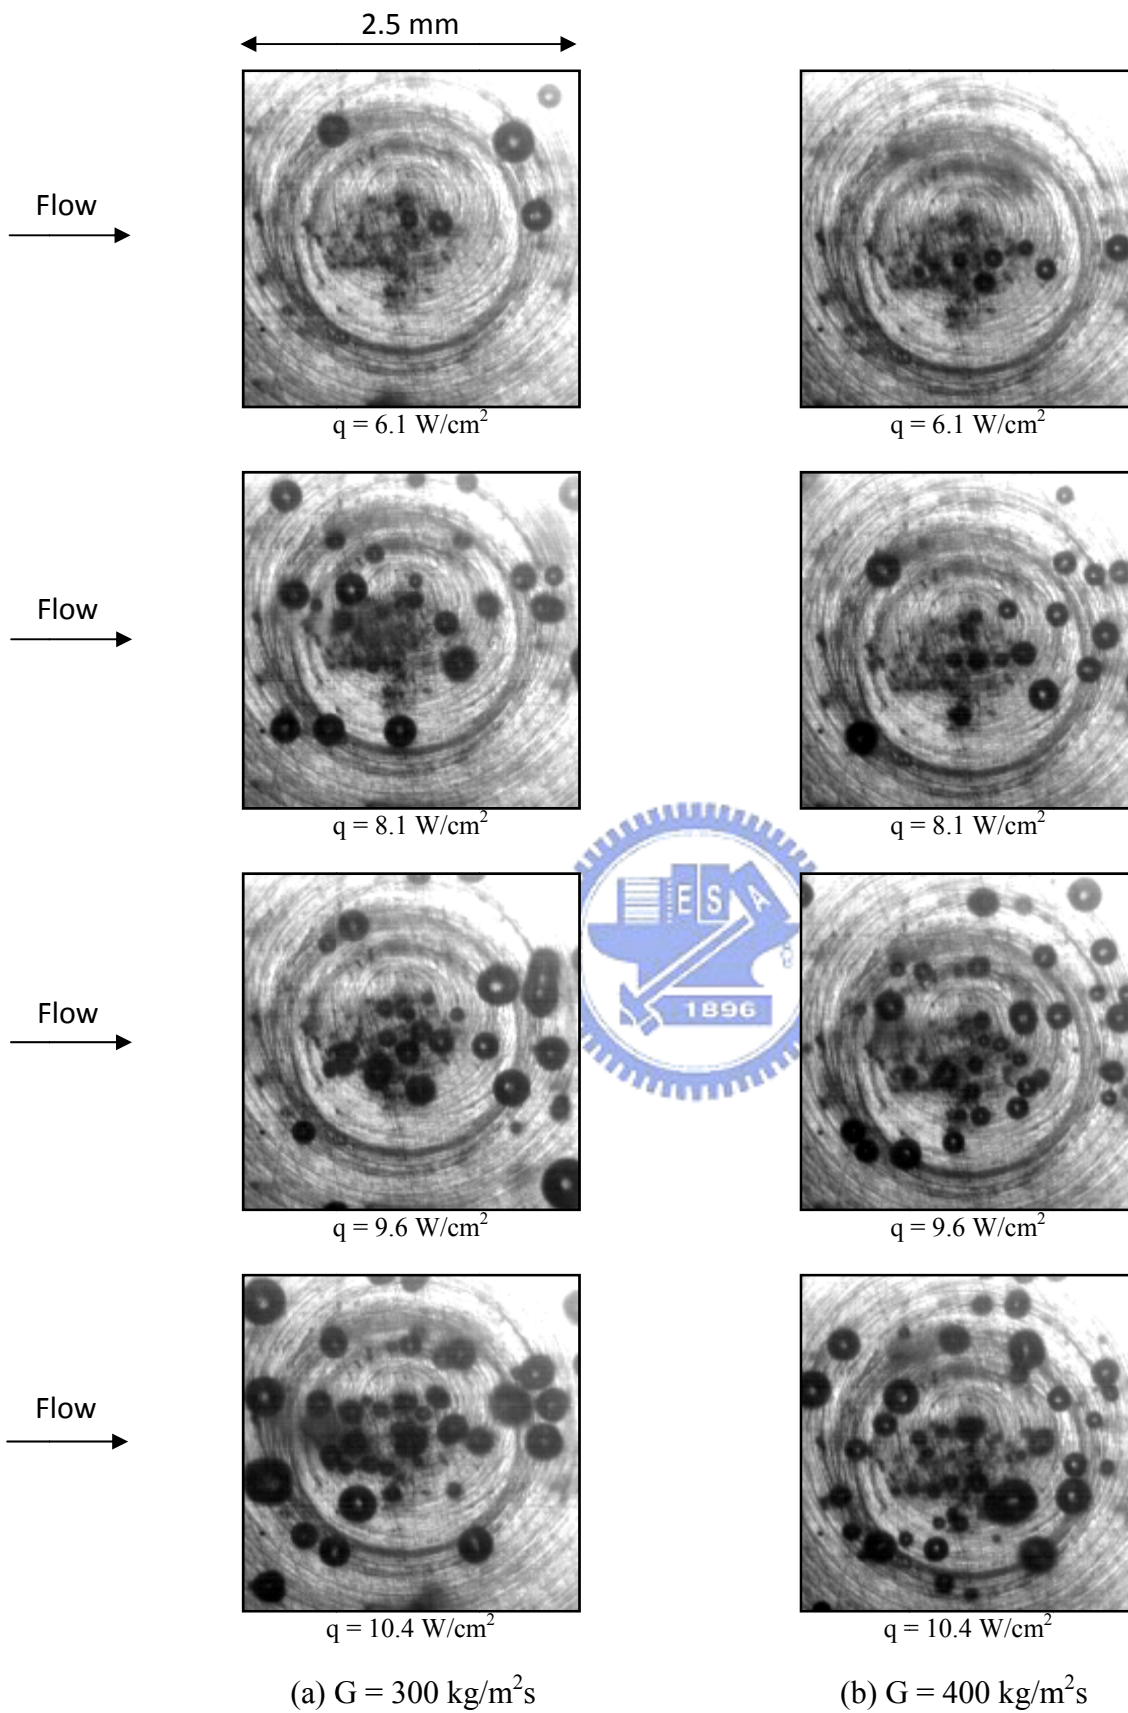 2.5 mm
Flow
q = 6.1 W/cm²
q = 6.1 W/cm²
Flow
q = 8.1 W/cm²
q = 8.1 W/cm²
E S A
1896
Flow
q = 9.6 W/cm²
q = 9.6 W/cm²
Flow
q = 10.4 W/cm²
q = 10.4 W/cm²
(a) G = 300 kg/m²s
(b) G = 400 kg/m²s